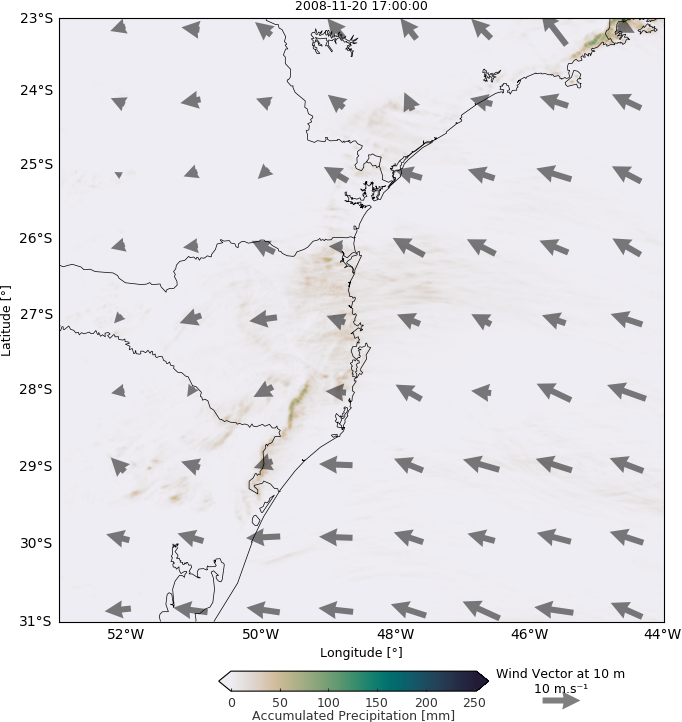 2008-11-20 17:00:00
23°S
24°S
25°S
26°S
27°S
28°S
29°S
30°S
31°S
Latitude [°]
52°W 50°W 48°W 46°W 44°W
Longitude [°]
0 50 100 150 200 250
Accumulated Precipitation [mm]
Wind Vector at 10 m
10 m.s⁻¹